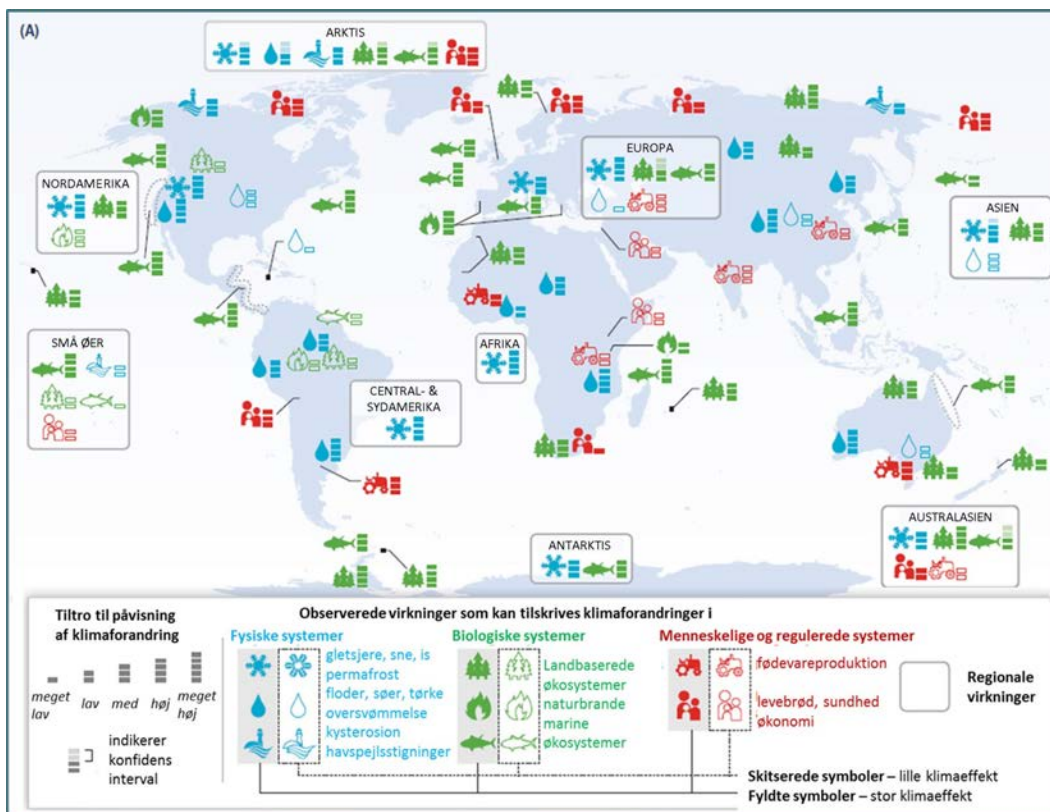 (A)
ARKTIS
NORDAMERIKA
EUROPA
ASIEN
SMÅ ØER
AFRIKA
CENTRAL- &
SYDAMERIKA
ANTARKTIS
AUSTRALASIEN
Tiltro til påvisning
af klimaforandring
meget
lav
lav
med
høj
meget
høj
indikerer
konfidens
interval
Observerede virkninger som kan tilskrives klimaforandringer i
Fysiske systemer
gletsjere, sne, is
permafrost
floder, søer, tørke
oversvømmelse
kysterosion
havspejlsstigninger
Biologiske systemer
Landbaserede
økosystemer
naturbrande
marine
økosystemer
Menneskelige og regulerede systemer
fødevareproduktion
levebrød, sundhed
økonomi
Regionale
virkninger
Skitserede symboler – lille klimaeffekt
Fyldte symboler – stor klimaeffekt